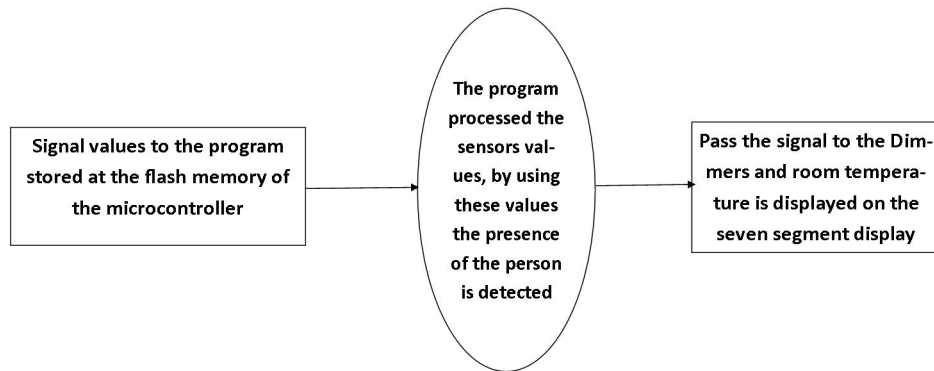 Signal values to the program
stored at the flash memory of
the microcontroller
The program
processed the
sensors val-
ues, by using
these values
the presence
of the person
is detected
Pass the signal to the Dim-
mers and room tempera-
ture is displayed on the
seven segment display